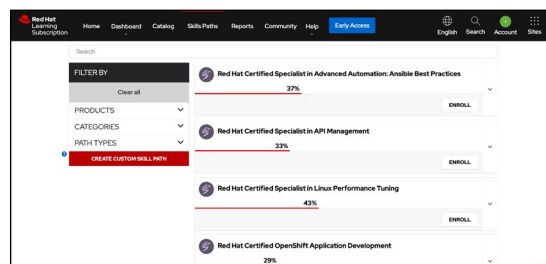 Red Hat
Learning
Subscription
Home Dashboard Catalog Skills Paths Reports Community Help Early Access English Search Account Sites
Search
FILTER BY
Clear all
PRODUCTS
CATEGORIES
PATH TYPES
CREATE CUSTOM SKILL PATH
Red Hat Certified Specialist in Advanced Automation: Ansible Best Practices
37%
ENROLL
Red Hat Certified Specialist in API Management
33%
ENROLL
Red Hat Certified Specialist in Linux Performance Tuning
43%
ENROLL
Red Hat Certified OpenShift Application Development
29%